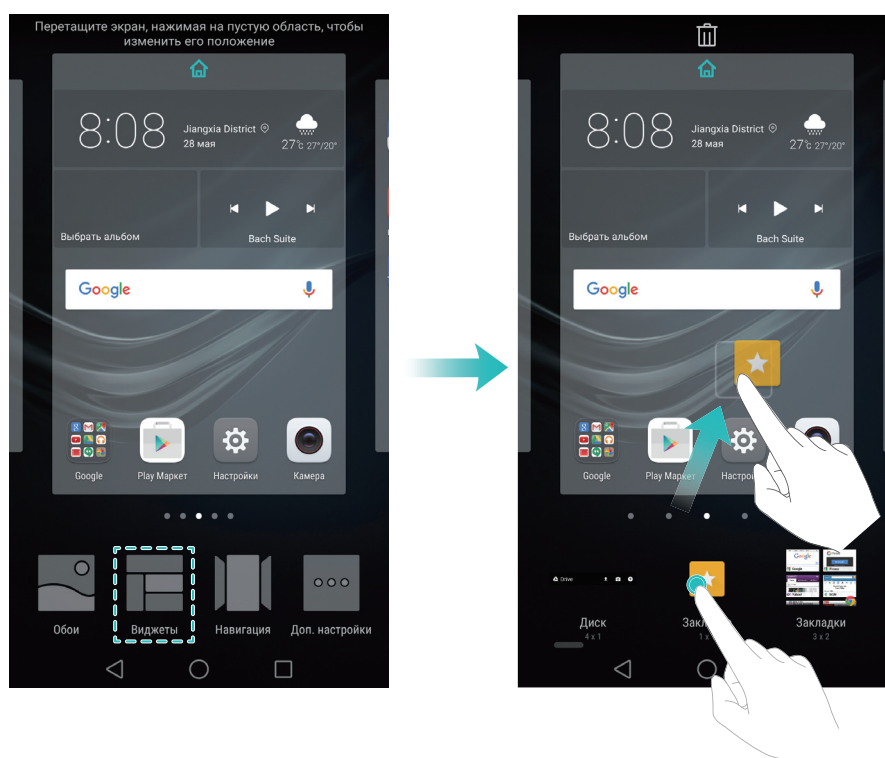 Перетащите экран, нажимая на пустую область, чтобы
изменить его положение
8:08
Jiangxia District
28 мая
27°c 27°/20°
Выбрать альбом
Bach Suite
Google
Google
Play Маркет
Настройки
Камера
Обои
Виджеты
Навигация
Доп. настройки
8:08
Jiangxia District
28 мая
27°c 27°/20°
Выбрать альбом
Bach Suite
Google
Google
Play Маркет
Drive
Диск
4 x 1
Закладки
3 x 2